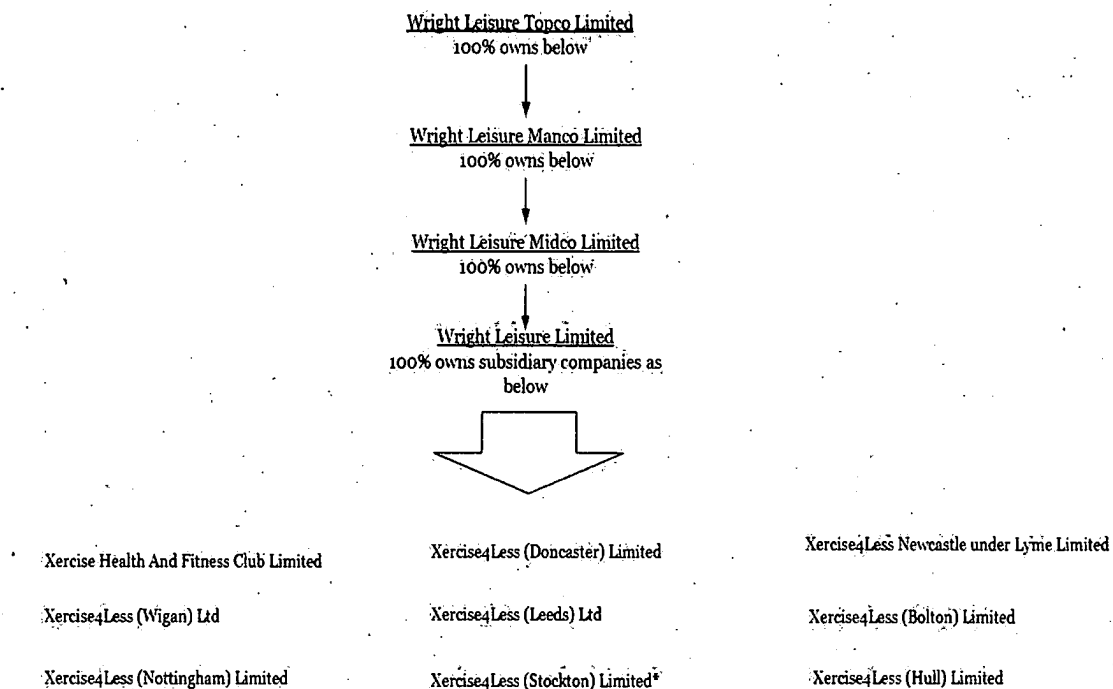 Wright Leisure Topco Limited
100% owns below
Wright Leisure Manco Limited
100% owns below
Wright Leisure Midco Limited
100% owns below
Wright Leisure Limited
100% owns subsidiary companies as
below
Xercise Health And Fitness Club Limited
Xercise4Less (Doncaster) Limited
Xercise4Less Newcastle under Lyme Limited
Xercise4Less (Wigan) Ltd
Xercise4Less (Leeds) Ltd
Xercise4Less (Bolton) Limited
Xercise4Less (Nottingham) Limited
Xercise4Less (Stockton) Limited*
Xercise4Less (Hull) Limited